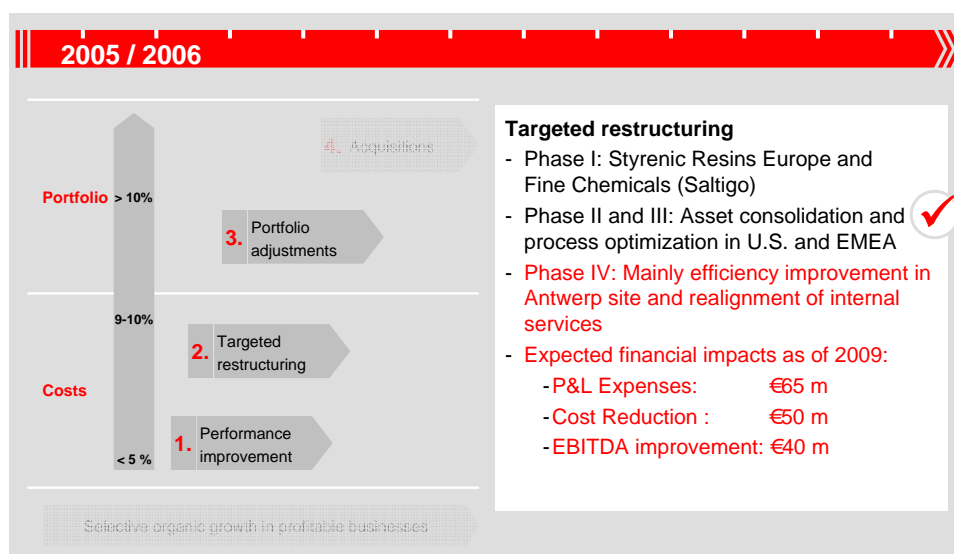 2005 / 2006
4. Acquisitions
Portfolio
> 10%
3. Portfolio
adjustments
9-10%
2. Targeted
restructuring
Costs
1. Performance
improvement
< 5 %
Selective organic growth in profitable businesses
Targeted restructuring
- Phase I: Styrenic Resins Europe and
Fine Chemicals (Saltigo)
- Phase II and III: Asset consolidation and
process optimization in U.S. and EMEA
- Phase IV: Mainly efficiency improvement in
Antwerp site and realignment of internal
services
- Expected financial impacts as of 2009:
-P&L Expenses: €65 m
-Cost Reduction : €50 m
-EBITDA improvement: €40 m